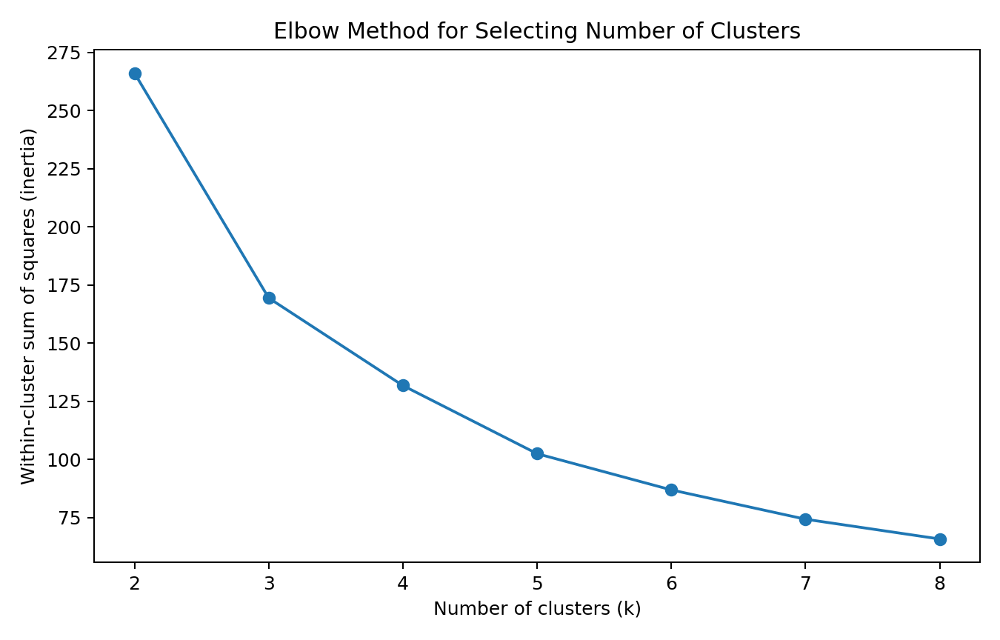 Elbow Method for Selecting Number of Clusters
Within-cluster sum of squares (inertia)
275
250
225
200
175
150
125
100
75
2 3 4 5 6 7 8
Number of clusters (k)